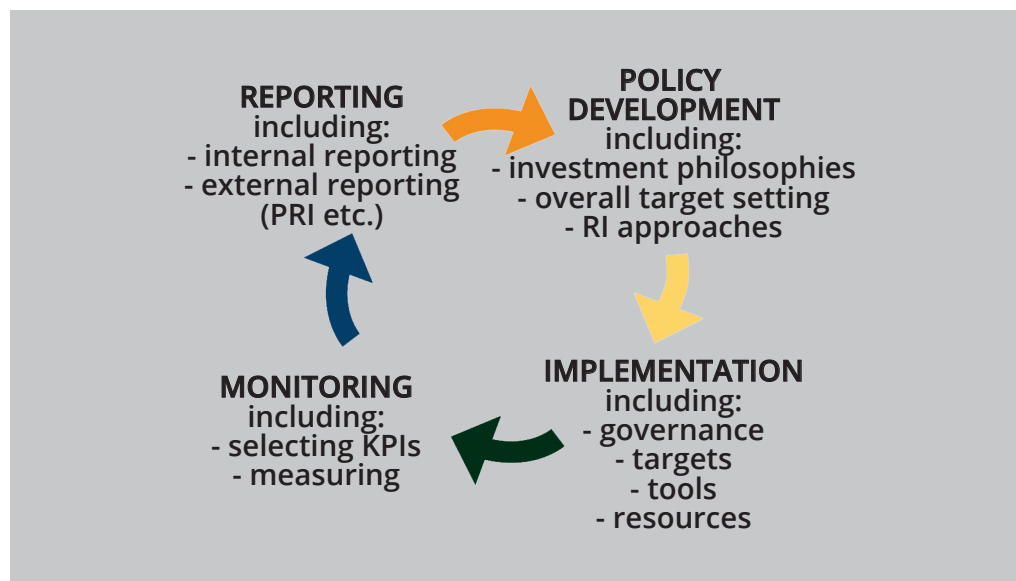 REPORTING
including:
- internal reporting
- external reporting
(PRI etc.)
POLICY
DEVELOPMENT
including:
- investment philosophies
- overall target setting
- RI approaches
IMPLEMENTATION
including:
- governance
- targets
- tools
- resources
MONITORING
including:
- selecting KPIs
- measuring